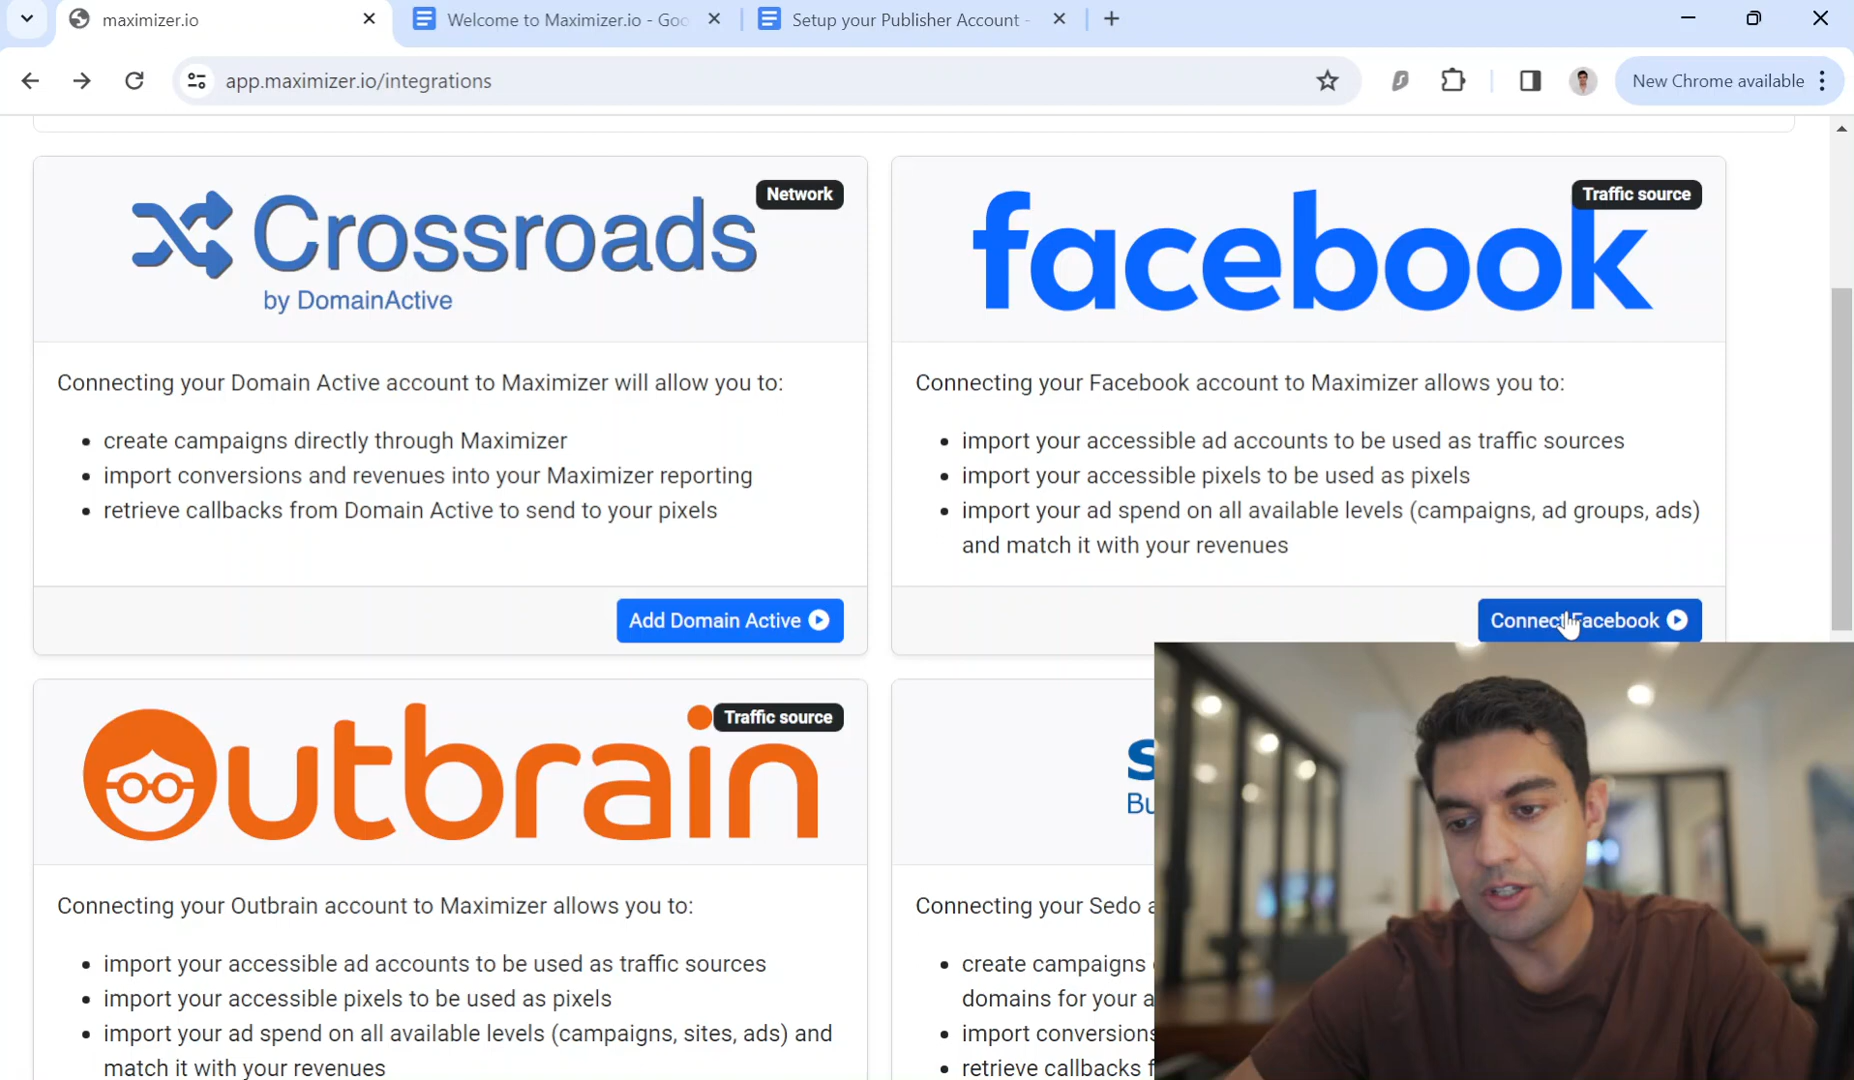 maximizer.io
Welcome to Maximizer.io - Goo
Setup your Publisher Account -
app.maximizer.io/integrations
New Chrome available
Crossroads
by DomainActive
Network
Connecting your Domain Active account to Maximizer will allow you to:
• create campaigns directly through Maximizer
• import conversions and revenues into your Maximizer reporting
• retrieve callbacks from Domain Active to send to your pixels
Add Domain Active
facebook
Traffic source
Connecting your Facebook account to Maximizer allows you to:
• import your accessible ad accounts to be used as traffic sources
• import your accessible pixels to be used as pixels
• import your ad spend on all available levels (campaigns, ad groups, ads)
and match it with your revenues
Connect Facebook
Outbrain
Traffic source
Connecting your Outbrain account to Maximizer allows you to:
• import your accessible ad accounts to be used as traffic sources
• import your accessible pixels to be used as pixels
• import your ad spend on all available levels (campaigns, sites, ads) and
match it with your revenues
s
Bu
Connecting your Sedo a
• create campaigns
domains for your a
• import conversions
• retrieve callbacks f